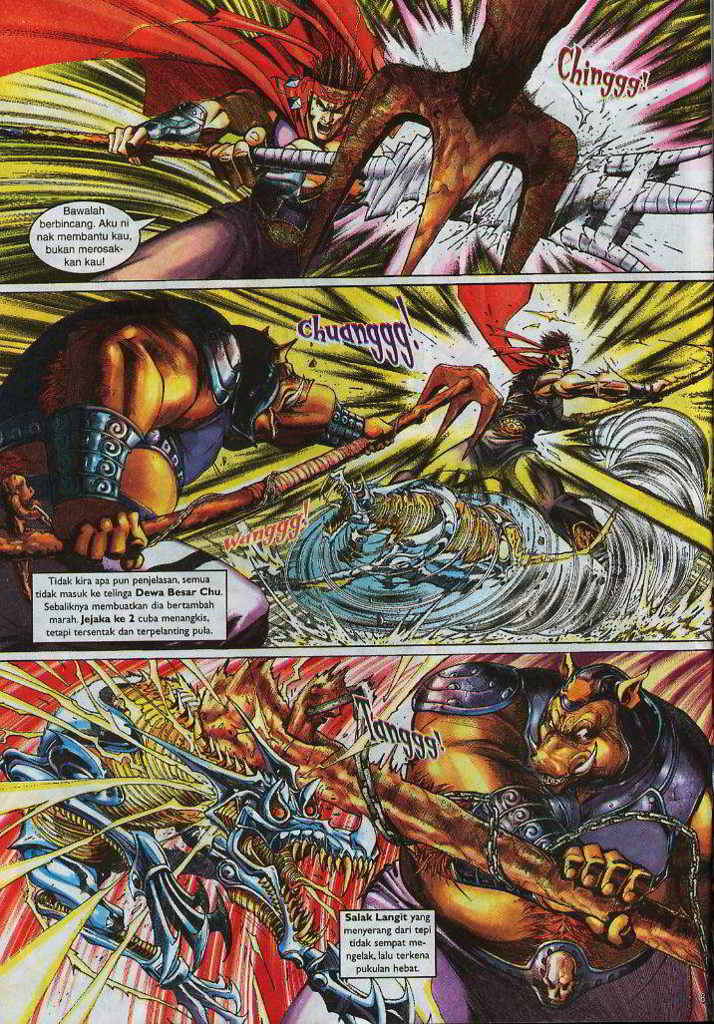 Chinggg!
Bawalah
berbincang. Aku ni
nak membantu kau,
bukan merosak-
kan kau!
Chuanggg!
Wanggg!
Tidak kira apa pun penjelasan, semua
tidak masuk ke telinga Dewa Besar Chu.
Sebaliknya membuatkan dia bertambah
marah. Jejaka ke 2 cuba menangkis,
tetapi tersentak dan terpelanting pula.
Salak Langit yang
menyerang dari tepi
tidak sempat me-
ngelak, lalu terkena
pukulan hebat.